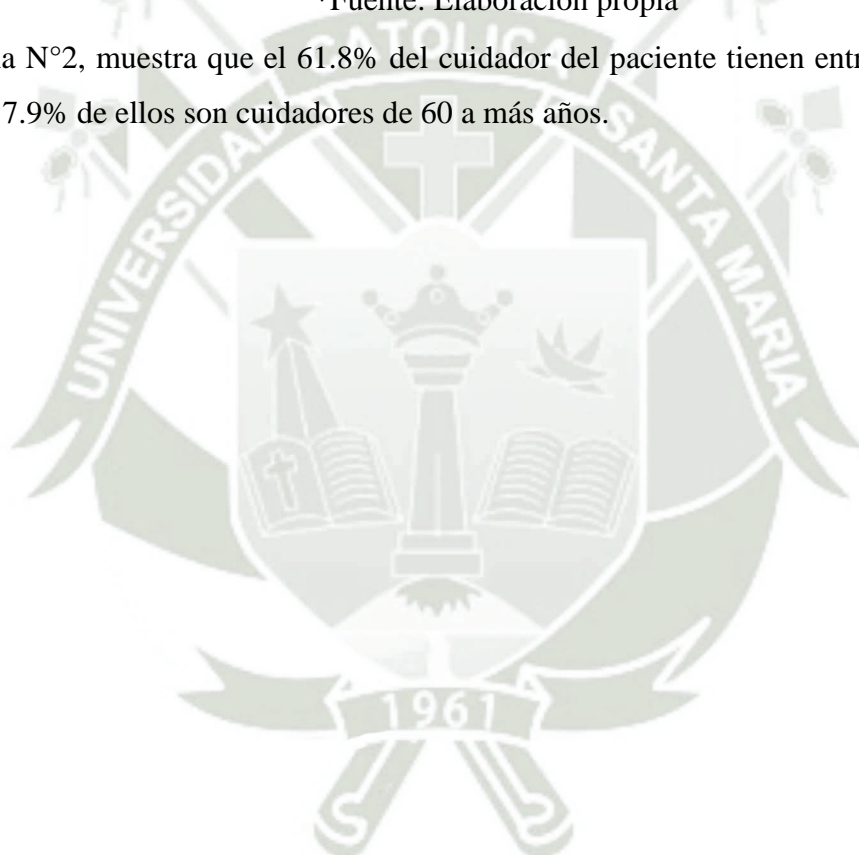 *Fuente: Elaboración propia
a N°2, muestra que el 61.8% del cuidador del paciente tienen entr
7.9% de ellos son cuidadores de 60 a más años.
UNIVERSIDAD CATOLICA SANTA MARIA
1961